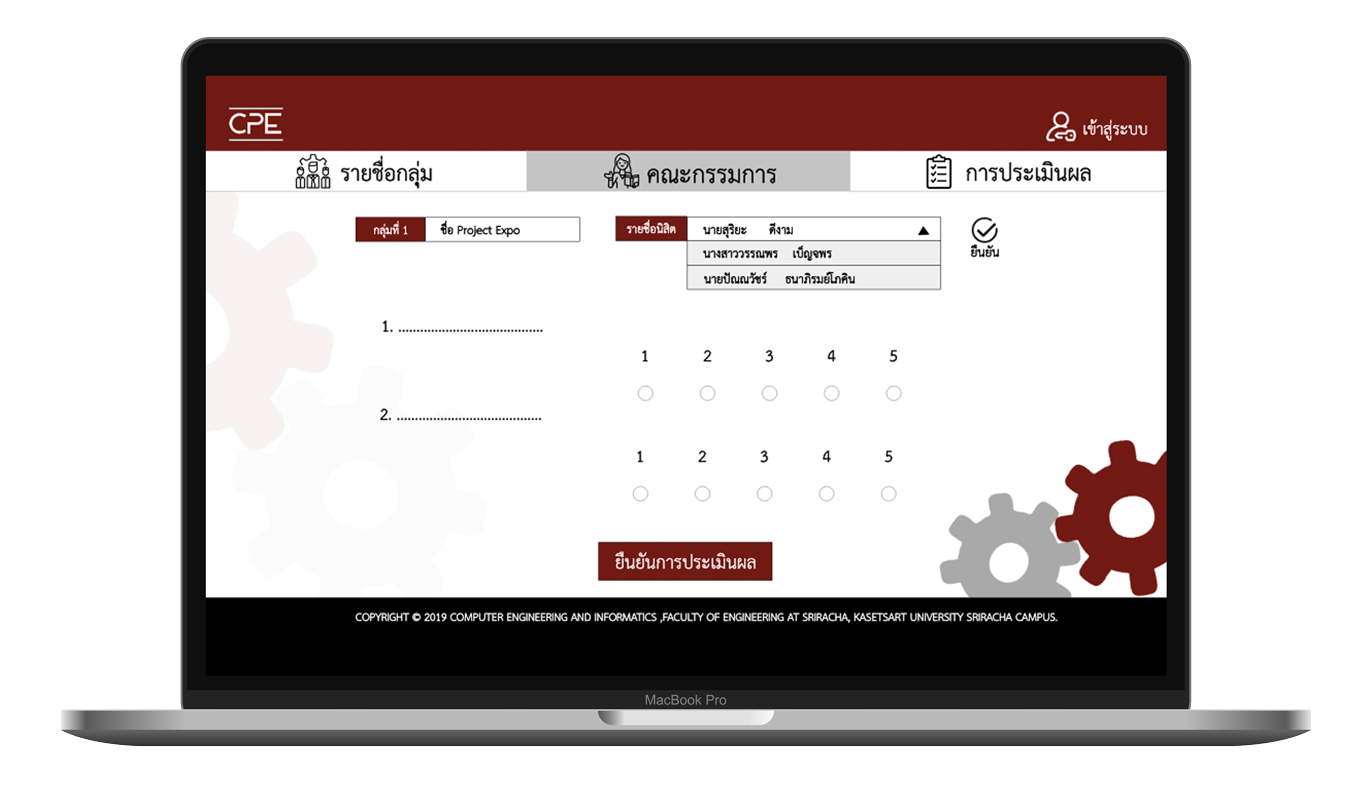 CPE
เข้าสู่ระบบ
รายชื่อกลุ่ม
คณะกรรมการ
การประเมินผล
กลุ่มที่ 1 ชื่อ Project Expo
รายชื่อนิสิต นายสุริยะ ดีงาม ▲
นางสาววรรณพร เบ็ญจพร
นายปัณณวัชร์ ธนาภิรมย์โภคิน
ยืนยัน
1. ........................................
1 2 3 4 5
2. ........................................
1 2 3 4 5
ยืนยันการประเมินผล
COPYRIGHT © 2019 COMPUTER ENGINEERING AND INFORMATICS ,FACULTY OF ENGINEERING AT SRIRACHA, KASETSART UNIVERSITY SRIRACHA CAMPUS.
MacBook Pro